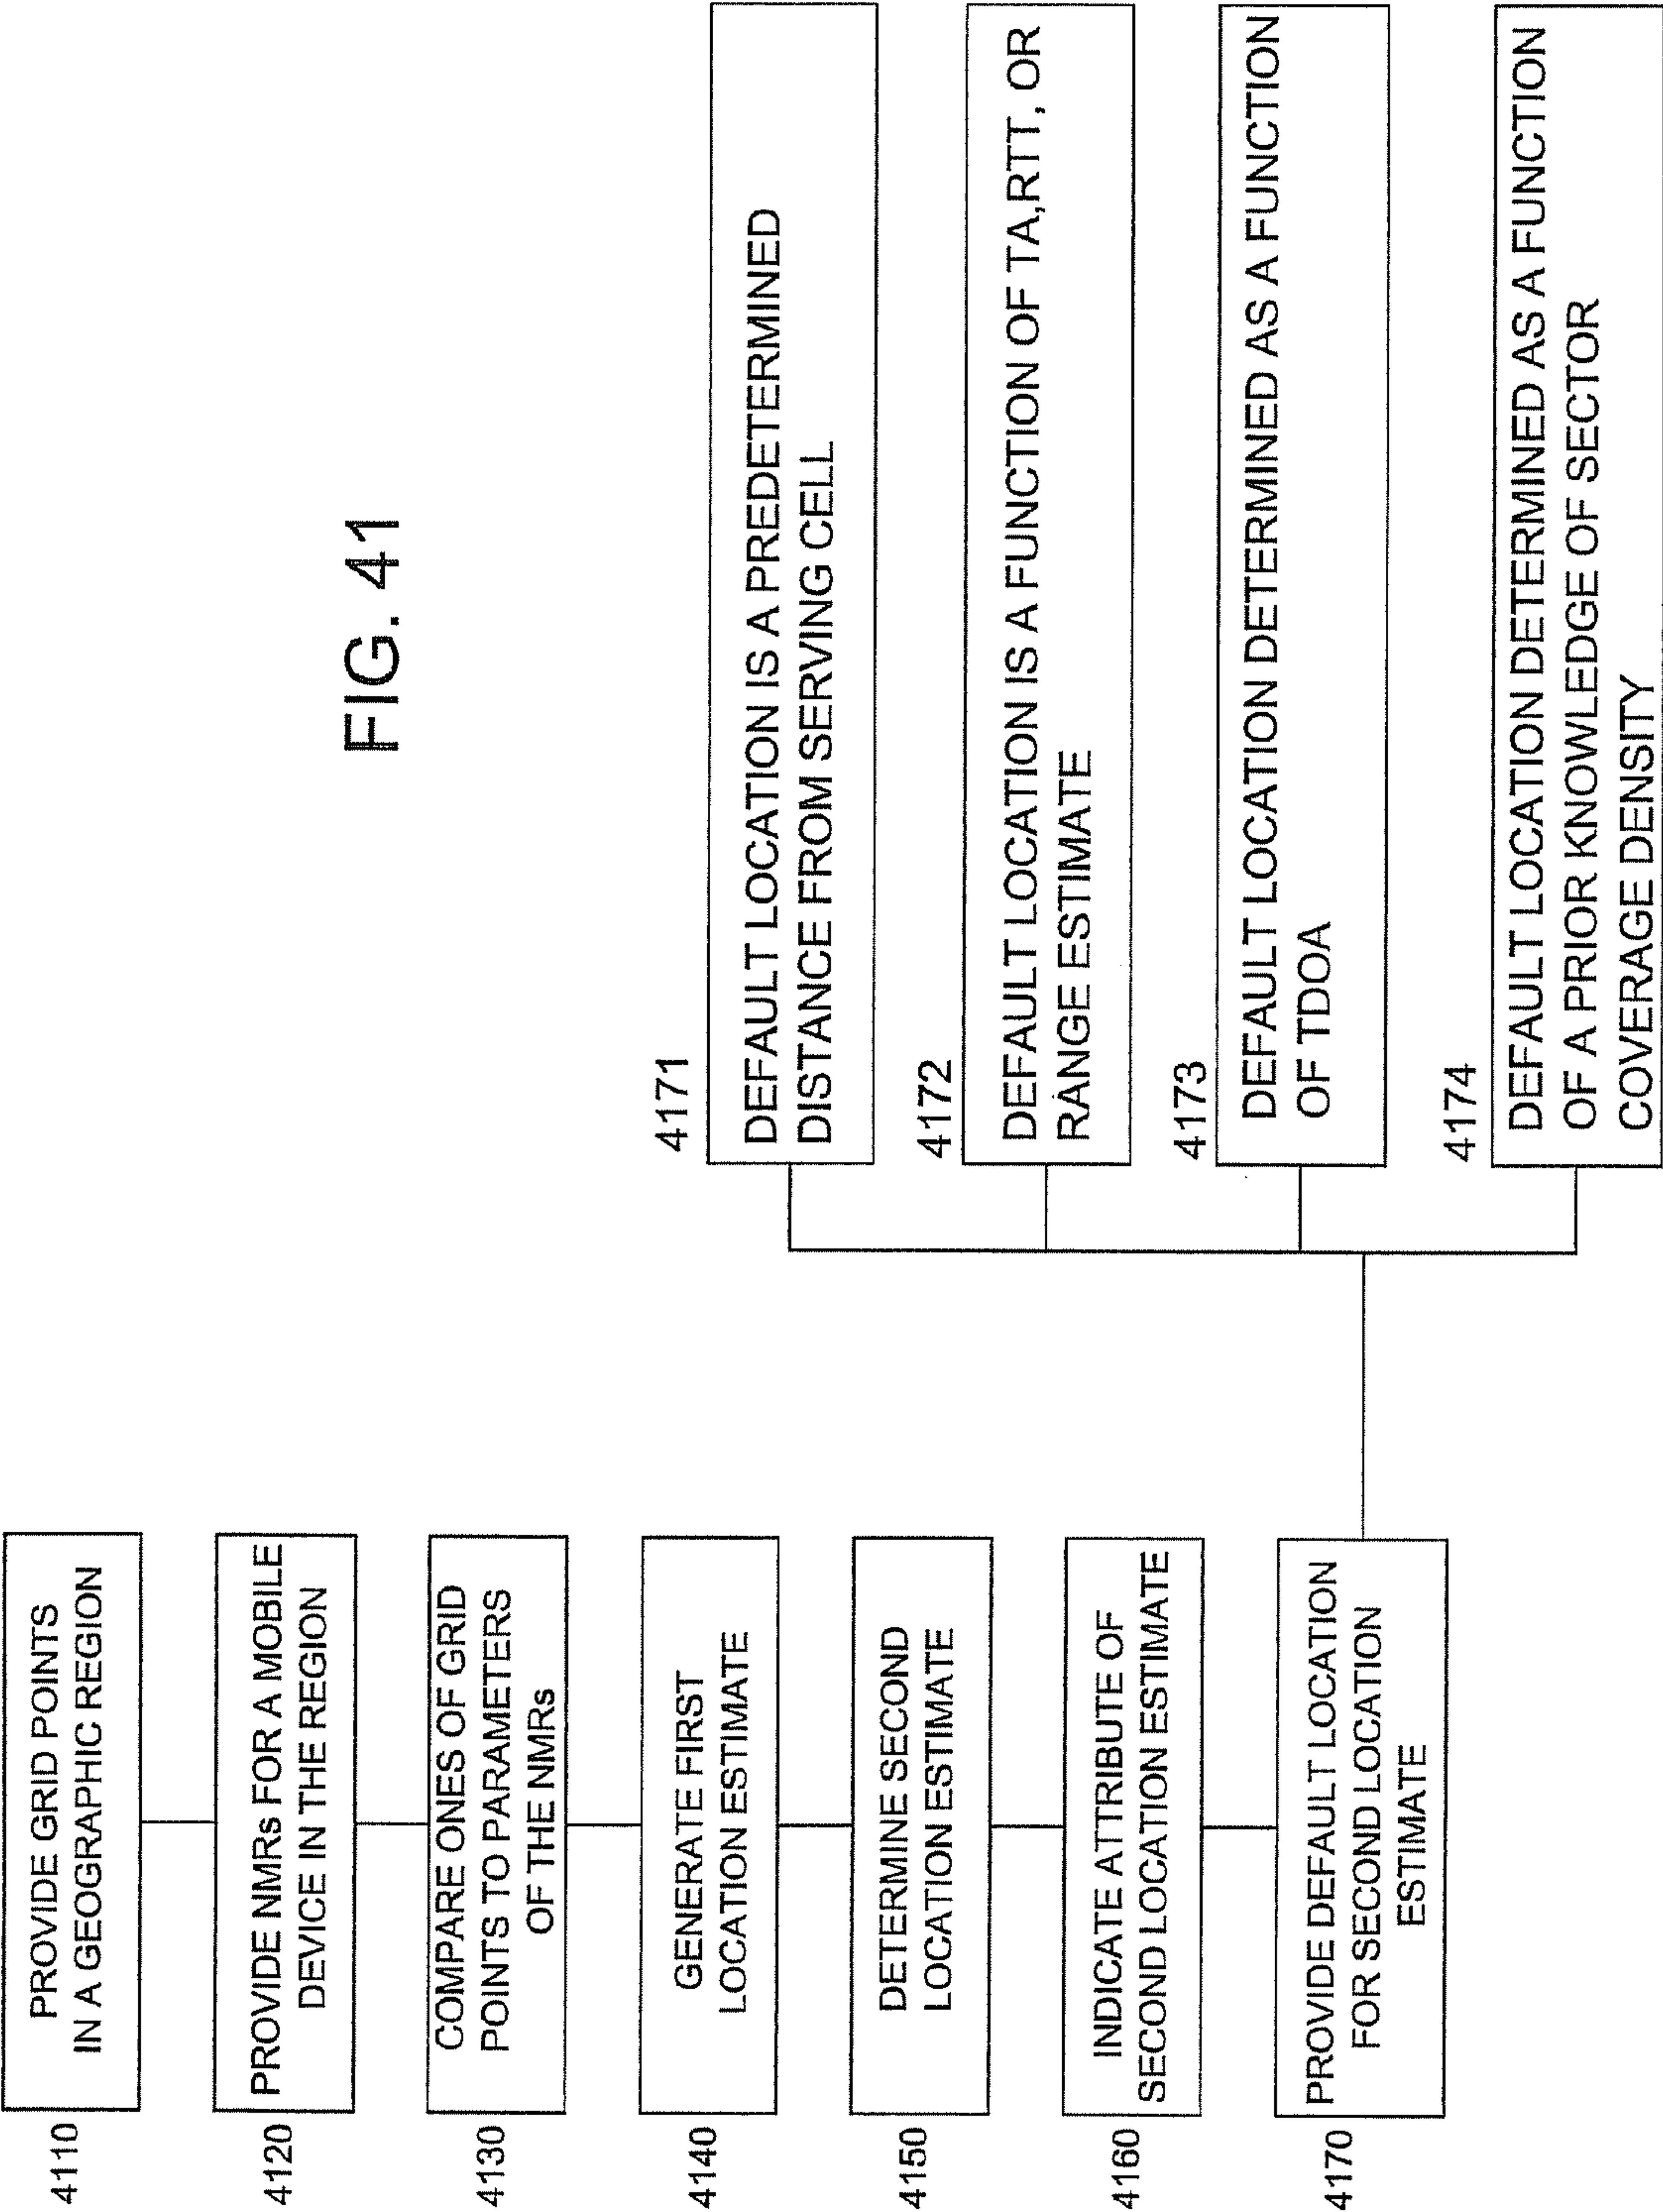 4110
PROVIDE GRID POINTS
IN A GEOGRAPHIC REGION
4120
PROVIDE NMRs FOR A MOBILE
DEVICE IN THE REGION
4130
COMPARE ONES OF GRID
POINTS TO PARAMETERS
OF THE NMRs
4140
GENERATE FIRST
LOCATION ESTIMATE
4150
DETERMINE SECOND
LOCATION ESTIMATE
4160
INDICATE ATTRIBUTE OF
SECOND LOCATION ESTIMATE
4170
PROVIDE DEFAULT LOCATION
FOR SECOND LOCATION
ESTIMATE
FIG. 41
4171
DEFAULT LOCATION IS A PREDETERMINED
DISTANCE FROM SERVING CELL
4172
DEFAULT LOCATION IS A FUNCTION OF TA,RTT, OR
RANGE ESTIMATE
4173
DEFAULT LOCATION DETERMINED AS A FUNCTION
OF TDOA
4174
DEFAULT LOCATION DETERMINED AS A FUNCTION
OF A PRIOR KNOWLEDGE OF SECTOR
COVERAGE DENSITY